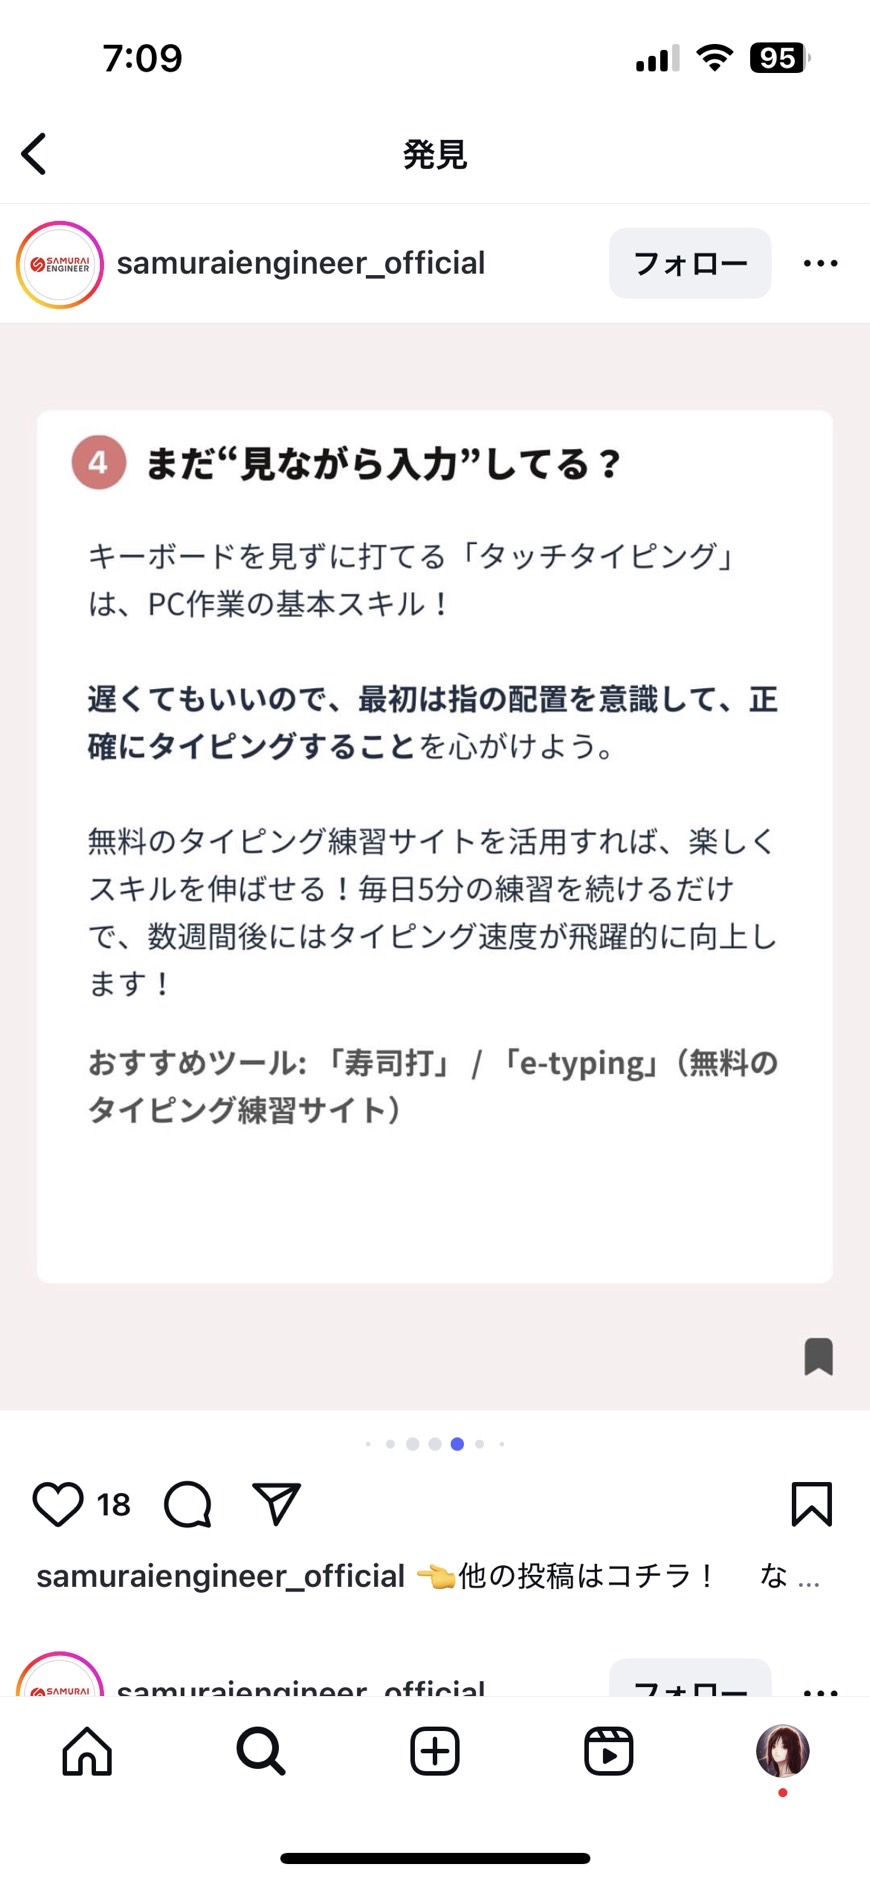 7:09
95
発見
SAMURAI
ENGINEER
samuraiengineer_official
フォロー
4
まだ“見ながら入力”してる？
キーボードを見ずに打てる「タッチタイピング」
は、PC作業の基本スキル！
遅くてもいいので、最初は指の配置を意識して、正
確にタイピングすることを心がけよう。
無料のタイピング練習サイトを活用すれば、楽しく
スキルを伸ばせる！毎日5分の練習を続けるだけ
で、数週間後にはタイピング速度が飛躍的に向上し
ます！
おすすめツール: 「寿司打」 / 「e-typing」（無料の
タイピング練習サイト）
18
samuraiengineer_official 👈他の投稿はコチラ！ な ...
SAMURAI
samuraiengineer_official
フォロー